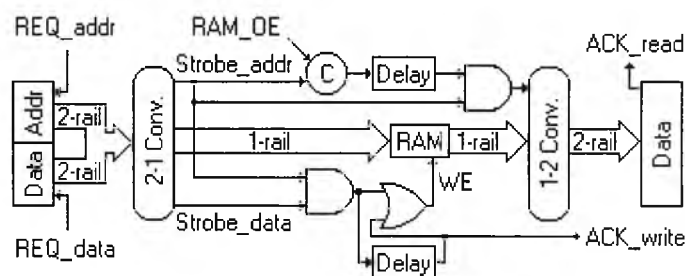 REQ_addr
RAM_OE
ACK_read
Strobe_addr
C
Delay
Addr
2-rail
2-1 Conv.
1-rail
RAM
1-rail
1-2 Conv.
2-rail
Data
Data
2-rail
WE
Strobe_data
REQ_data
Delay
ACK_write